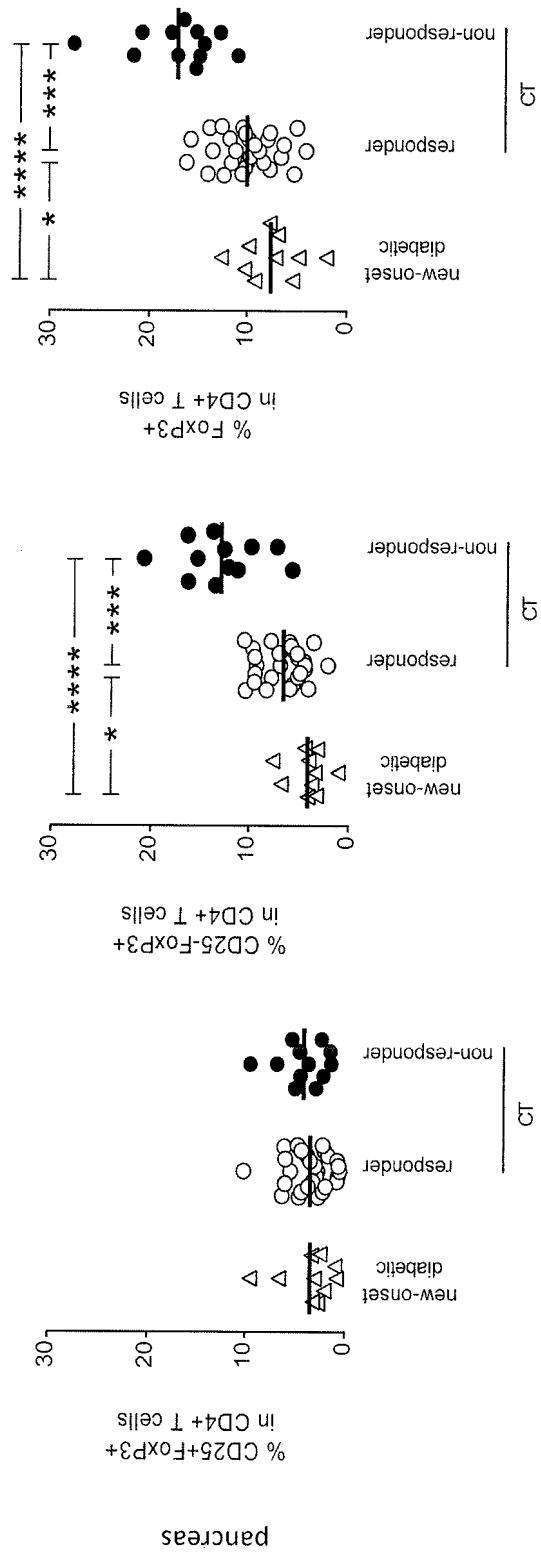 pancreas
% CD25+FoxP3+
in CD4+ T cells
30
20
10
0
new-onset
diabetic
responder
non-responder
CT
% CD25-FoxP3+
in CD4+ T cells
30
20
10
0
****
*
***
new-onset
diabetic
responder
non-responder
CT
% FoxP3+
in CD4+ T cells
30
20
10
0
****
*
***
new-onset
diabetic
responder
non-responder
CT